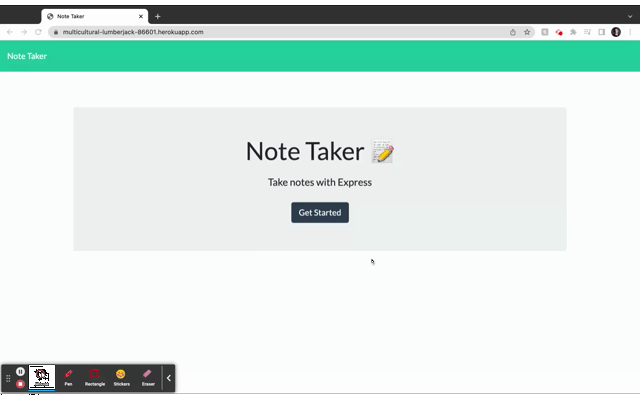 Note Taker
multicultural-lumberjack-86601.herokuapp.com
Note Taker
Note Taker
Take notes with Express
Get Started
Pen Rectangle Stickers Eraser